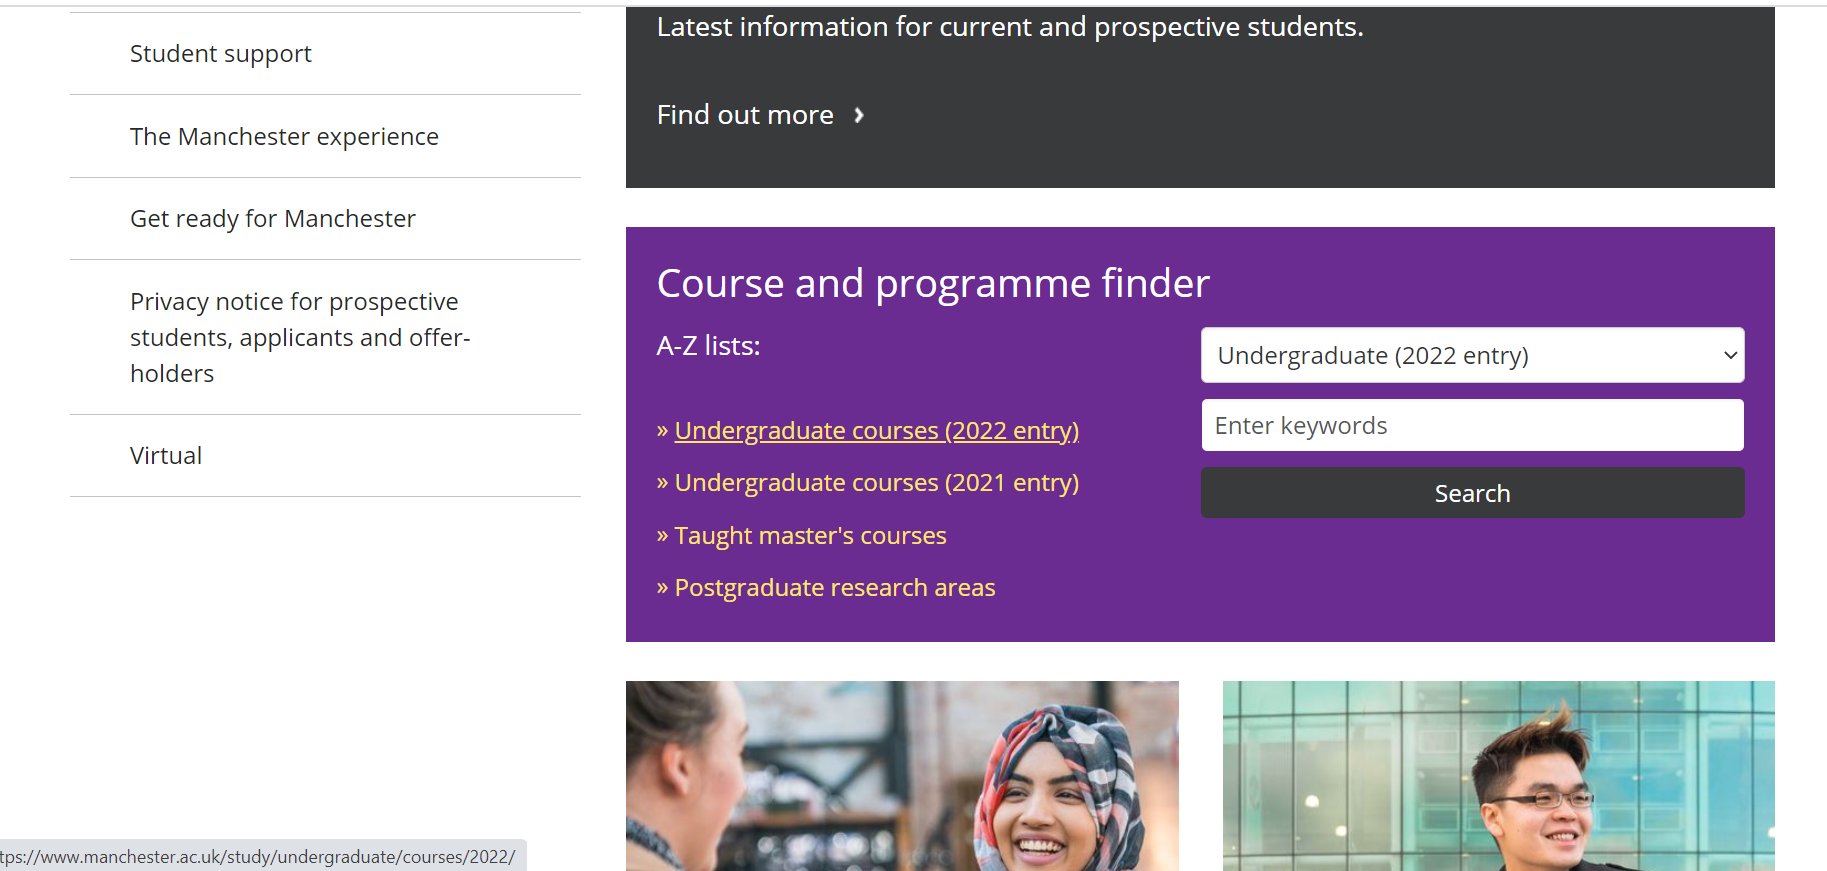 Student support
The Manchester experience
Get ready for Manchester
Privacy notice for prospective
students, applicants and offer-
holders
Virtual
Latest information for current and prospective students.
Find out more ›
Course and programme finder
A-Z lists:
» Undergraduate courses (2022 entry)
» Undergraduate courses (2021 entry)
» Taught master's courses
» Postgraduate research areas
Undergraduate (2022 entry)
Enter keywords
Search
tps://www.manchester.ac.uk/study/undergraduate/courses/2022/